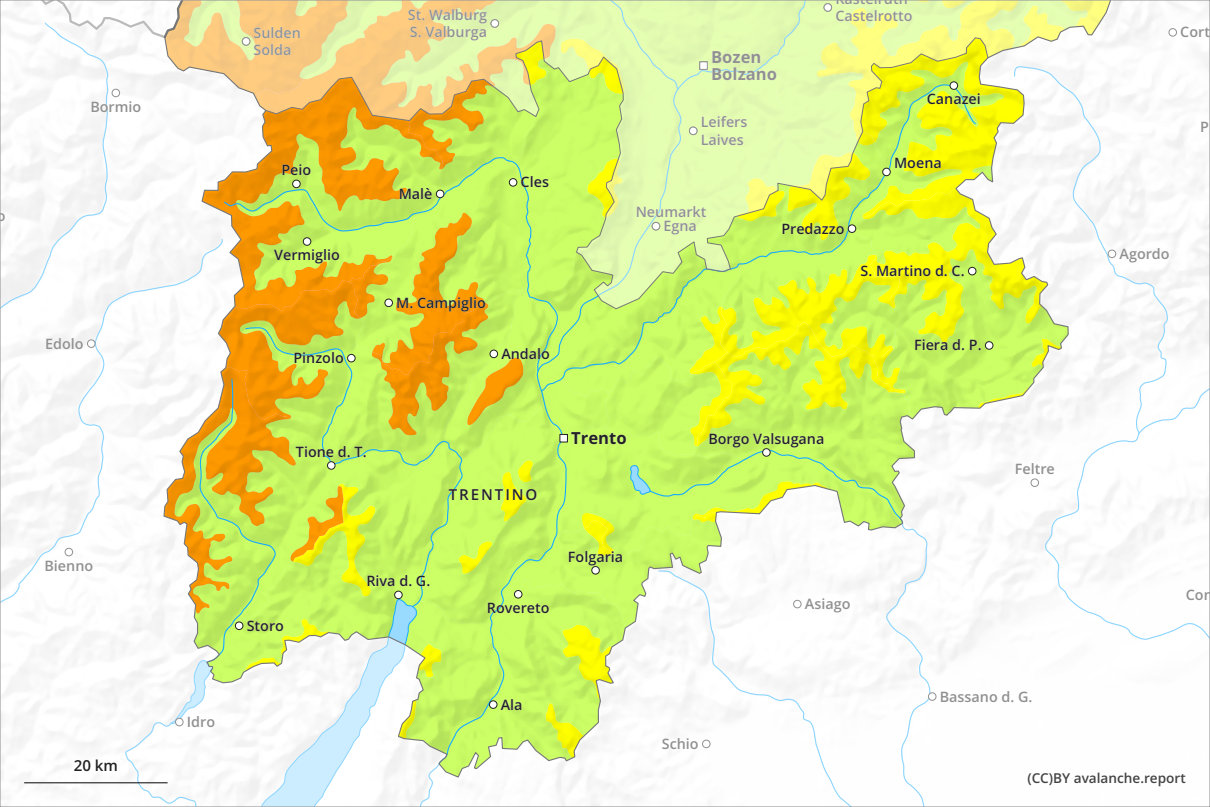 Kastelruth
Castelrotto
St. Walburg
S. Valburga
Sulden
Solda
Cort
Bozen
Bolzano
Bormio
Canazei
Leifers
Laives
P
Moena
Peio
Malè
Cles
Neumarkt
Egna
Predazzo
Vermiglio
Agordo
S. Martino d. C.
M. Campiglio
Edolo
Fiera d. P.
Pinzolo
Andalo
Trento
Borgo Valsugana
Tione d. T.
Feltre
TRENTINO
Bienno
Folgaria
Riva d. G.
Cor
Rovereto
Asiago
Storo
Bassano d. G.
Ala
Idro
Schio
20 km
(CC)BY avalanche.report